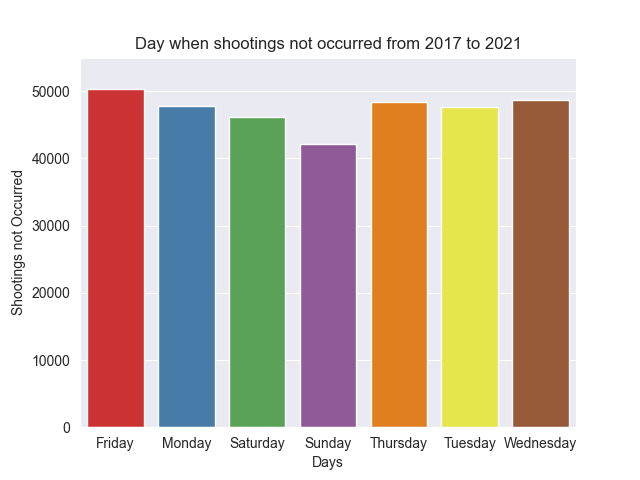 Day when shootings not occurred from 2017 to 2021
Shootings not Occurred
50000
40000
30000
20000
10000
0
Friday Monday Saturday Sunday Thursday Tuesday Wednesday
Days